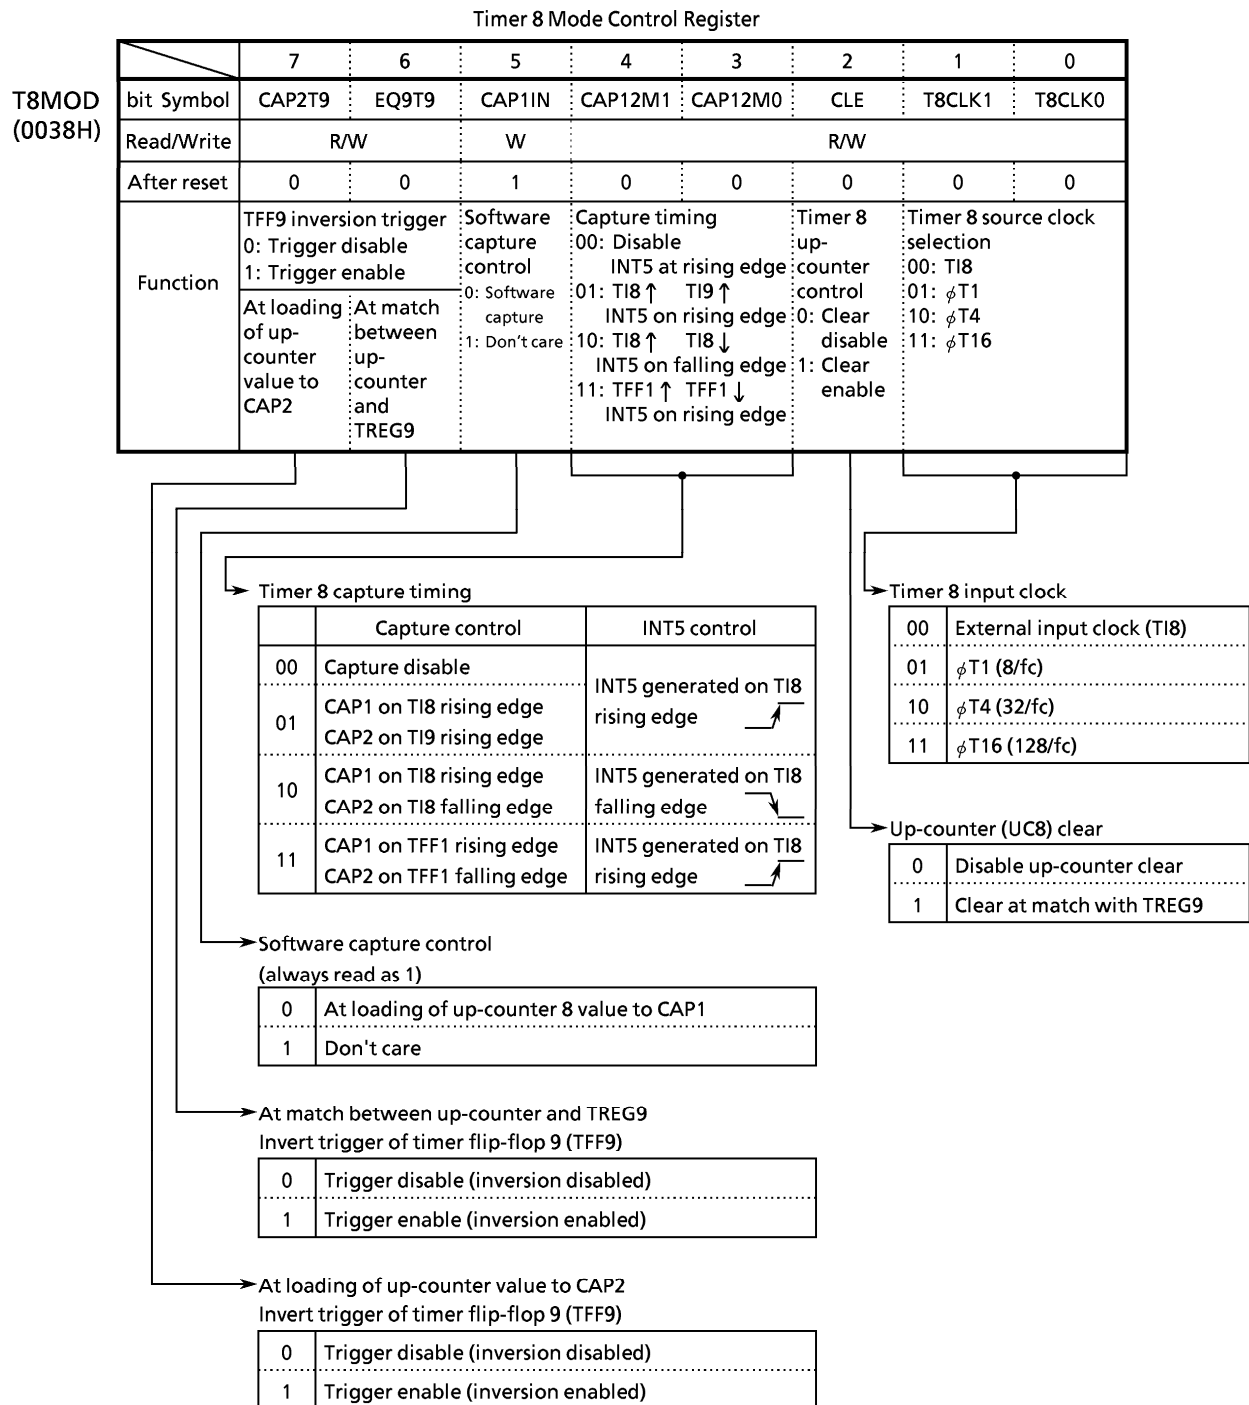 Timer 8 Mode Control Register
7 6 5 4 3 2 1 0
T8MOD
(0038H)
bit Symbol CAP2T9 EQ9T9 CAP1IN CAP12M1 CAP12M0 CLE T8CLK1 T8CLK0
Read/Write R/W W R/W
After reset 0 0 1 0 0 0 0 0
Function
TFF9 inversion trigger
0: Trigger disable
1: Trigger enable
At loading
of up-
counter
value to
CAP2
At match
between
up-
counter
and
TREG9
Software
capture
control
0: Software
capture
1: Don't care
Capture timing
00: Disable
INT5 at rising edge
01: TI8↑ TI9↑
INT5 on rising edge
10: TI8↑ TI8↓
INT5 on falling edge
11: TFF1↑ TFF1↓
INT5 on rising edge
Timer 8
up-
counter
control
0: Clear
disable
1: Clear
enable
Timer 8 source clock
selection
00: TI8
01: φT1
10: φT4
11: φT16
Timer 8 capture timing
Capture control INT5 control
00 Capture disable
INT5 generated on TI8
rising edge
01
CAP1 on TI8 rising edge
CAP2 on TI9 rising edge
10
CAP1 on TI8 rising edge
CAP2 on TI8 falling edge
INT5 generated on TI8
falling edge
11
CAP1 on TFF1 rising edge
CAP2 on TFF1 falling edge
INT5 generated on TI8
rising edge
Timer 8 input clock
00 External input clock (TI8)
01 φT1 (8/fc)
10 φT4 (32/fc)
11 φT16 (128/fc)
Up-counter (UC8) clear
0 Disable up-counter clear
1 Clear at match with TREG9
Software capture control
(always read as 1)
0 At loading of up-counter 8 value to CAP1
1 Don't care
At match between up-counter and TREG9
Invert trigger of timer flip-flop 9 (TFF9)
0 Trigger disable (inversion disabled)
1 Trigger enable (inversion enabled)
At loading of up-counter value to CAP2
Invert trigger of timer flip-flop 9 (TFF9)
0 Trigger disable (inversion disabled)
1 Trigger enable (inversion enabled)